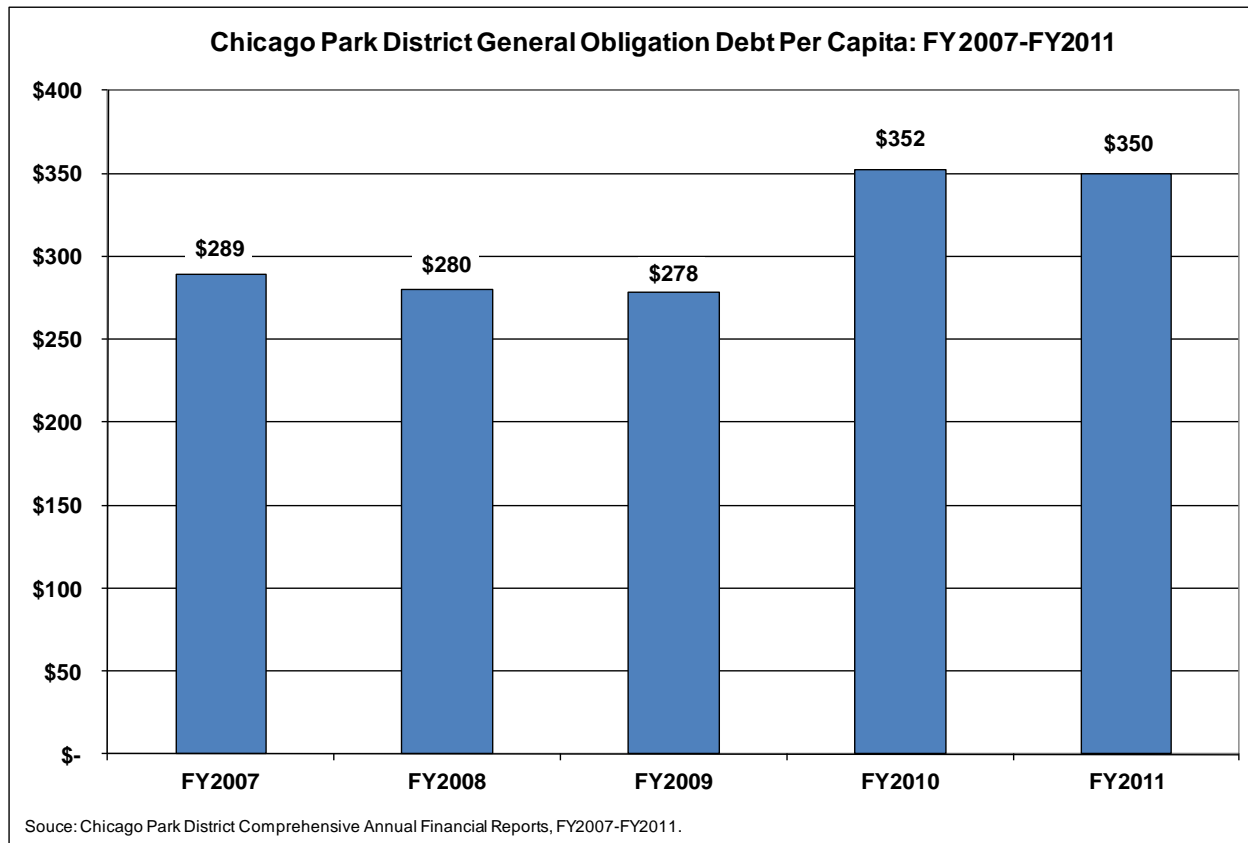 Chicago Park District General Obligation Debt Per Capita: FY2007-FY2011
$400
$350
$300
$250
$200
$150
$100
$50
$-
$289
$280
$278
$352
$350
FY2007
FY2008
FY2009
FY2010
FY2011
Souce: Chicago Park District Comprehensive Annual Financial Reports, FY2007-FY2011.